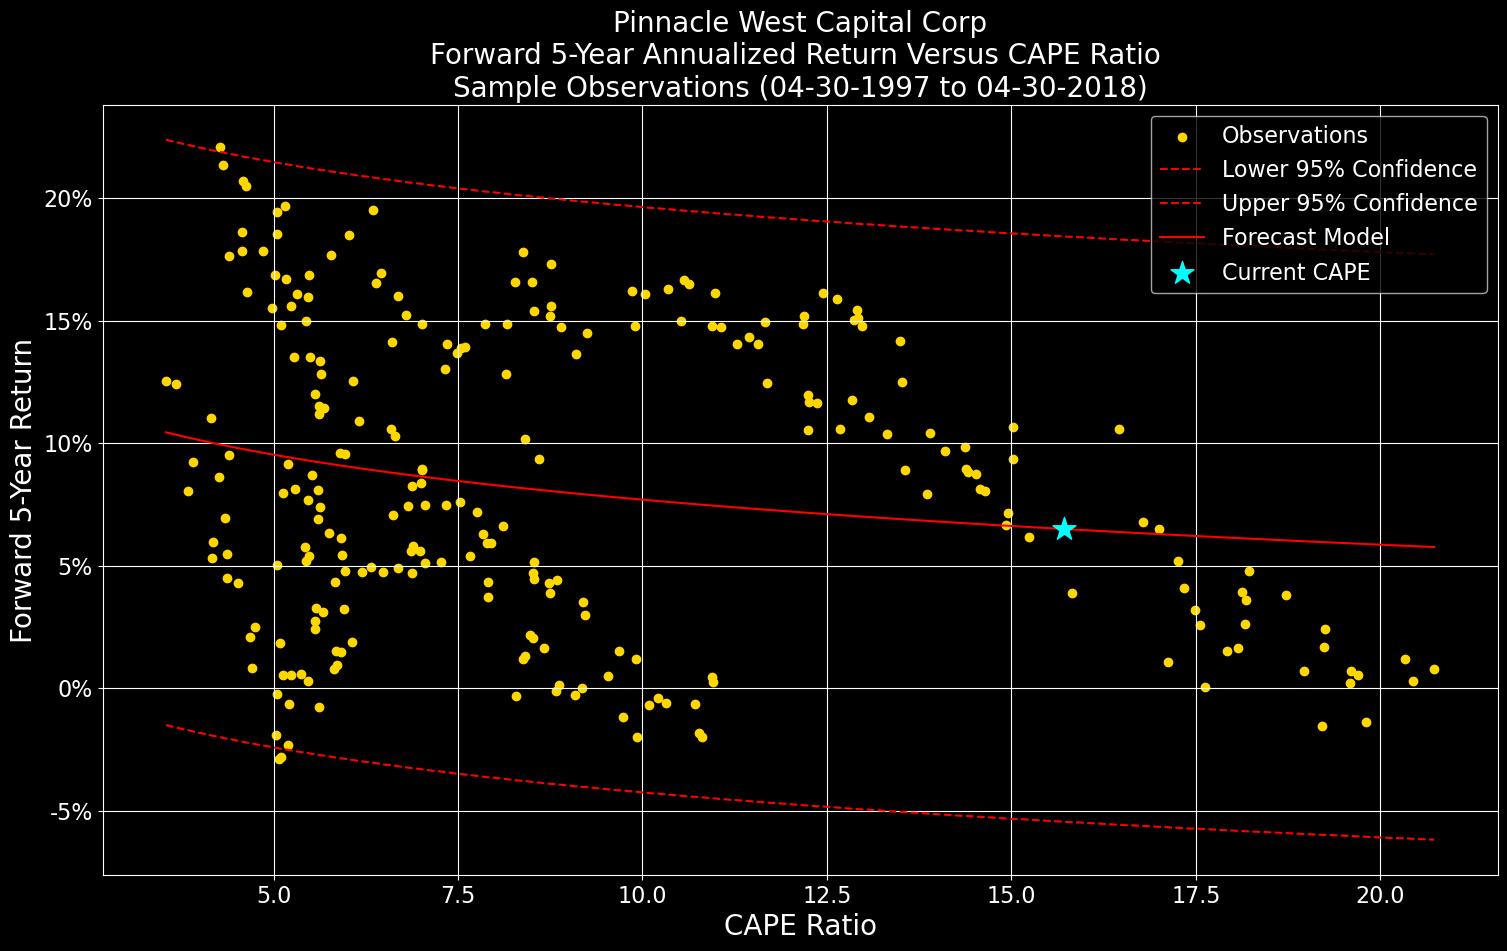 Pinnacle West Capital Corp
Forward 5-Year Annualized Return Versus CAPE Ratio
Sample Observations (04-30-1997 to 04-30-2018)
Observations
Lower 95% Confidence
Upper 95% Confidence
Forecast Model
Current CAPE
Forward 5-Year Return
20%
15%
10%
5%
0%
-5%
5.0 7.5 10.0 12.5 15.0 17.5 20.0
CAPE Ratio